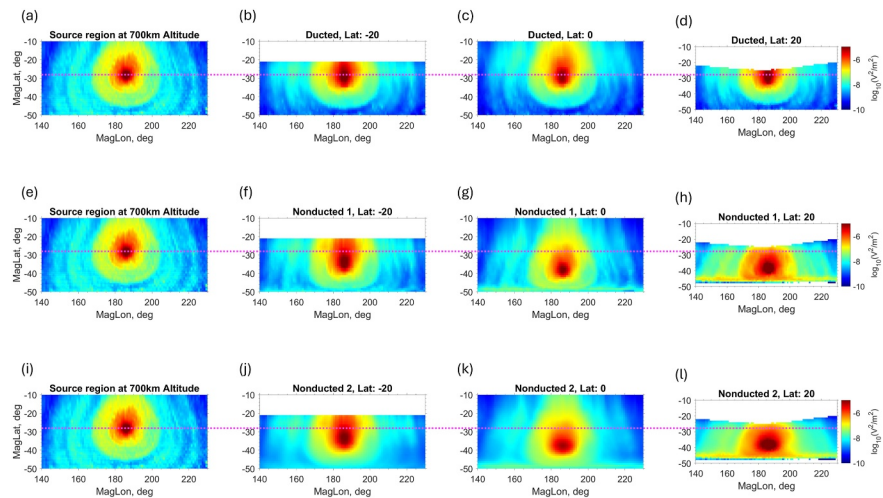 (a) (b) (c) (d)
Source region at 700km Altitude Ducted, Lat: -20 Ducted, Lat: 0 Ducted, Lat: 20
MagLat, deg
-10 -10 -10 -10
-20 -20 -20 -20
-30 -30 -30 -30
-40 -40 -40 -40
-50 -50 -50 -50
140 160 180 200 220 140 160 180 200 220 140 160 180 200 220 140 160 180 200 220
MagLon, deg MagLon, deg MagLon, deg MagLon, deg
-6
-8
-10
log10(V²/m²)
(e) (f) (g) (h)
Source region at 700km Altitude Nonducted 1, Lat: -20 Nonducted 1, Lat: 0 Nonducted 1, Lat: 20
MagLat, deg
-10 -10 -10 -10
-20 -20 -20 -20
-30 -30 -30 -30
-40 -40 -40 -40
-50 -50 -50 -50
140 160 180 200 220 140 160 180 200 220 140 160 180 200 220 140 160 180 200 220
MagLon, deg MagLon, deg MagLon, deg MagLon, deg
-6
-8
-10
log10(V²/m²)
(i) (j) (k) (l)
Source region at 700km Altitude Nonducted 2, Lat: -20 Nonducted 2, Lat: 0 Nonducted 2, Lat: 20
MagLat, deg
-10 -10 -10 -10
-20 -20 -20 -20
-30 -30 -30 -30
-40 -40 -40 -40
-50 -50 -50 -50
140 160 180 200 220 140 160 180 200 220 140 160 180 200 220 140 160 180 200 220
MagLon, deg MagLon, deg MagLon, deg MagLon, deg
-6
-8
-10
log10(V²/m²)